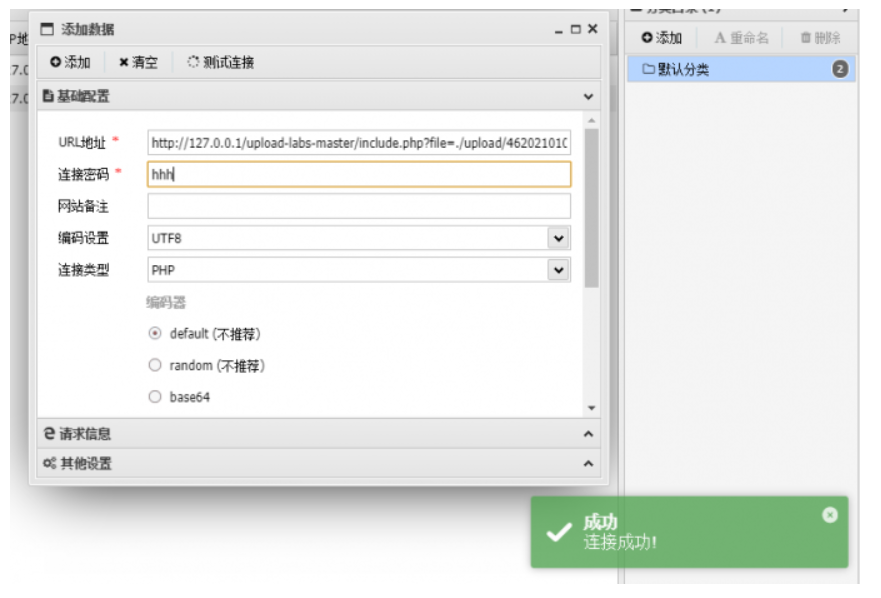 添加数据
添加 清空 测试连接
基础配置
URL地址 * http://127.0.0.1/upload-labs-master/include.php?file=./upload/462021010
连接密码 * hhh
网站备注
编码设置 UTF8
连接类型 PHP
编码器
default (不推荐)
random (不推荐)
base64
请求信息
其他设置
P地
7.0
7.0
添加 重命名 删除
默认分类 2
成功
连接成功!